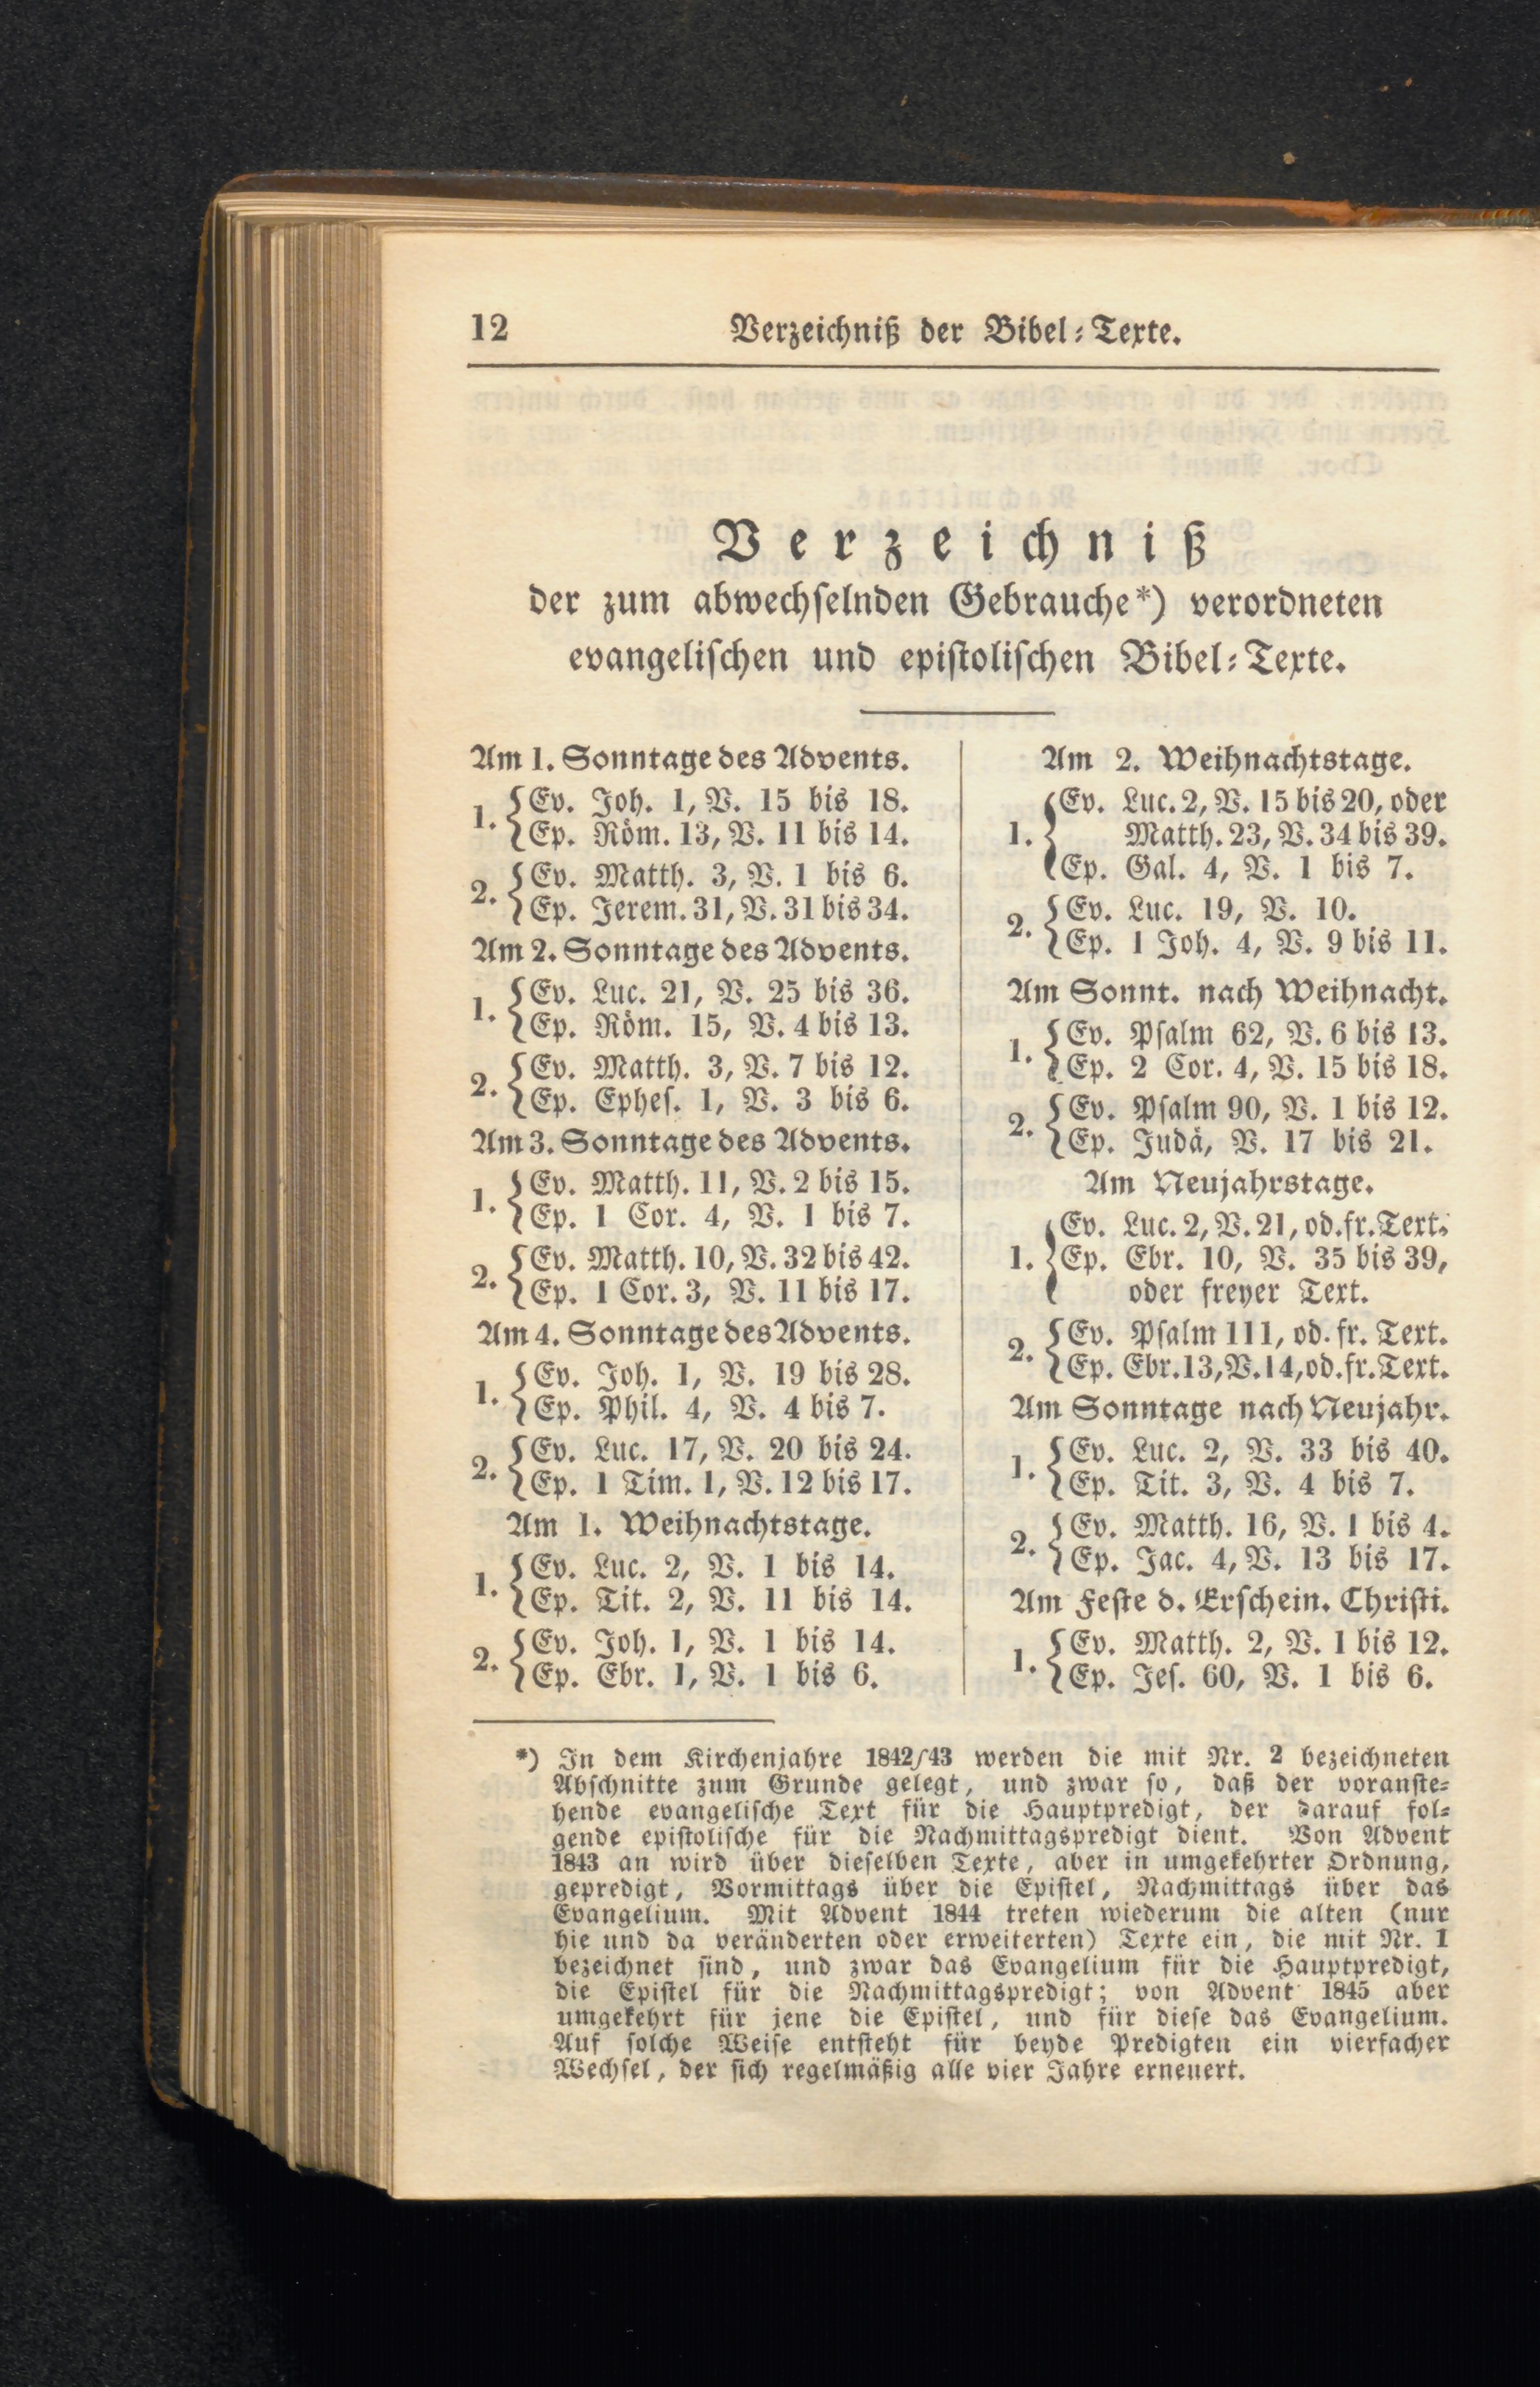 12 Verzeichniß der Bibel⸗Texte.
Verzeichniß
der zum abwechſelnden Gebrauche*) verordneten
evangeliſchen und epiſtoliſchen Bibel⸗Texte.
Am 1. Sonntage des Advents.
1. {Ev. Joh. 1, V. 15 bis 18.
{Ep. Röm. 13, V. 11 bis 14.
2. {Ev. Matth. 3, V. 1 bis 6.
{Ep. Jerem. 31, V. 31 bis 34.
Am 2. Sonntage des Advents.
1. {Ev. Luc. 21, V. 25 bis 36.
{Ep. Röm. 15, V. 4 bis 13.
2. {Ev. Matth. 3, V. 7 bis 12.
{Ep. Epheſ. 1, V. 3 bis 6.
Am 3. Sonntage des Advents.
1. {Ev. Matth. 11, V. 2 bis 15.
{Ep. 1 Cor. 4, V. 1 bis 7.
2. {Ev. Matth. 10, V. 32 bis 42.
{Ep. 1 Cor. 3, V. 11 bis 17.
Am 4. Sonntage des Advents.
1. {Ev. Joh. 1, V. 19 bis 28.
{Ep. Phil. 4, V. 4 bis 7.
2. {Ev. Luc. 17, V. 20 bis 24.
{Ep. 1 Tim. 1, V. 12 bis 17.
Am 1. Weihnachtstage.
1. {Ev. Luc. 2, V. 1 bis 14.
{Ep. Tit. 2, V. 11 bis 14.
2. {Ev. Joh. 1, V. 1 bis 14.
{Ep. Ebr. 1, V. 1 bis 6.
Am 2. Weihnachtstage.
1. {Ev. Luc. 2, V. 15 bis 20, oder
Matth. 23, V. 34 bis 39.
{Ep. Gal. 4, V. 1 bis 7.
2. {Ev. Luc. 19, V. 10.
{Ep. 1 Joh. 4, V. 9 bis 11.
Am Sonnt. nach Weihnacht.
1. {Ev. Pſalm 62, V. 6 bis 13.
{Ep. 2 Cor. 4, V. 15 bis 18.
2. {Ev. Pſalm 90, V. 1 bis 12.
{Ep. Judä, V. 17 bis 21.
Am Neujahrstage.
1. {Ev. Luc. 2, V. 21, od. fr. Text.
{Ep. Ebr. 10, V. 35 bis 39,
oder freyer Text.
2. {Ev. Pſalm 111, od. fr. Text.
{Ep. Ebr. 13, V. 14, od. fr. Text.
Am Sonntage nach Neujahr.
1. {Ev. Luc. 2, V. 33 bis 40.
{Ep. Tit. 3, V. 4 bis 7.
2. {Ev. Matth. 16, V. 1 bis 4.
{Ep. Jac. 4, V. 13 bis 17.
Am Feſte d. Erſchein. Chriſti.
1. {Ev. Matth. 2, V. 1 bis 12.
{Ep. Jeſ. 60, V. 1 bis 6.
*) In dem Kirchenjahre 1842/43 werden die mit Nr. 2 bezeichneten
Abſchnitte zum Grunde gelegt, und zwar ſo, daß der voranſte⸗
hende evangeliſche Text für die Hauptpredigt, der darauf fol⸗
gende epiſtoliſche für die Nachmittagspredigt dient. Von Advent
1843 an wird über dieſelben Texte, aber in umgekehrter Ordnung,
gepredigt, Vormittags über die Epiſtel, Nachmittags über das
Evangelium. Mit Advent 1844 treten wiederum die alten (nur
hie und da veränderten oder erweiterten) Texte ein, die mit Nr. 1
bezeichnet ſind, und zwar das Evangelium für die Hauptpredigt,
die Epiſtel für die Nachmittagspredigt; von Advent 1845 aber
umgekehrt für jene die Epiſtel, und für dieſe das Evangelium.
Auf ſolche Weiſe entſteht für beyde Predigten ein vierfacher
Wechſel, der ſich regelmäßig alle vier Jahre erneuert.